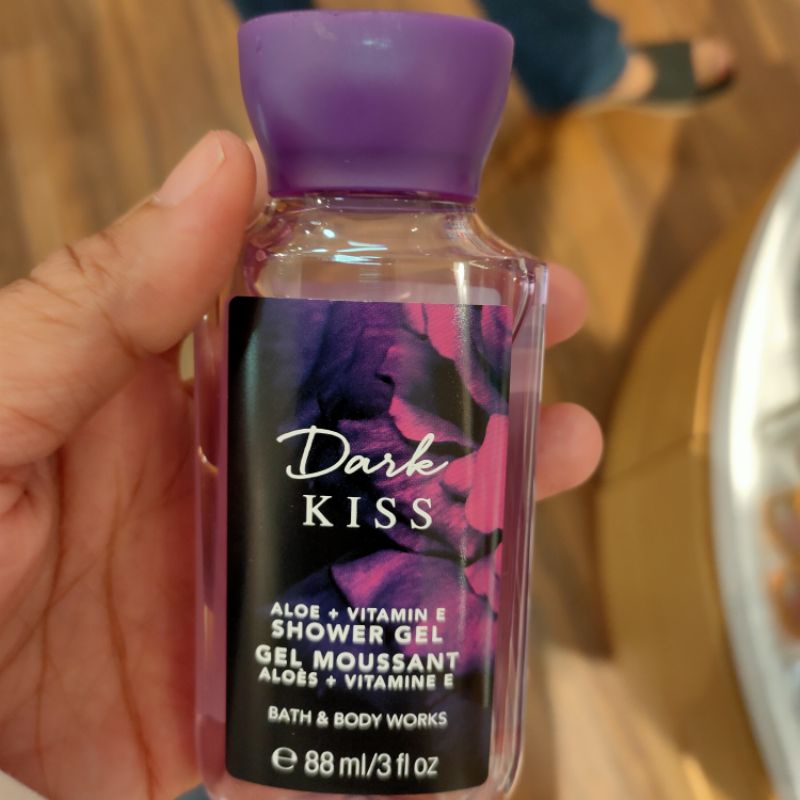 Dark
KISS
ALOE + VITAMIN E
SHOWER GEL
GEL MOUSSANT
ALOÈS + VITAMINE E
BATH & BODY WORKS
℮ 88 ml/3 fl oz